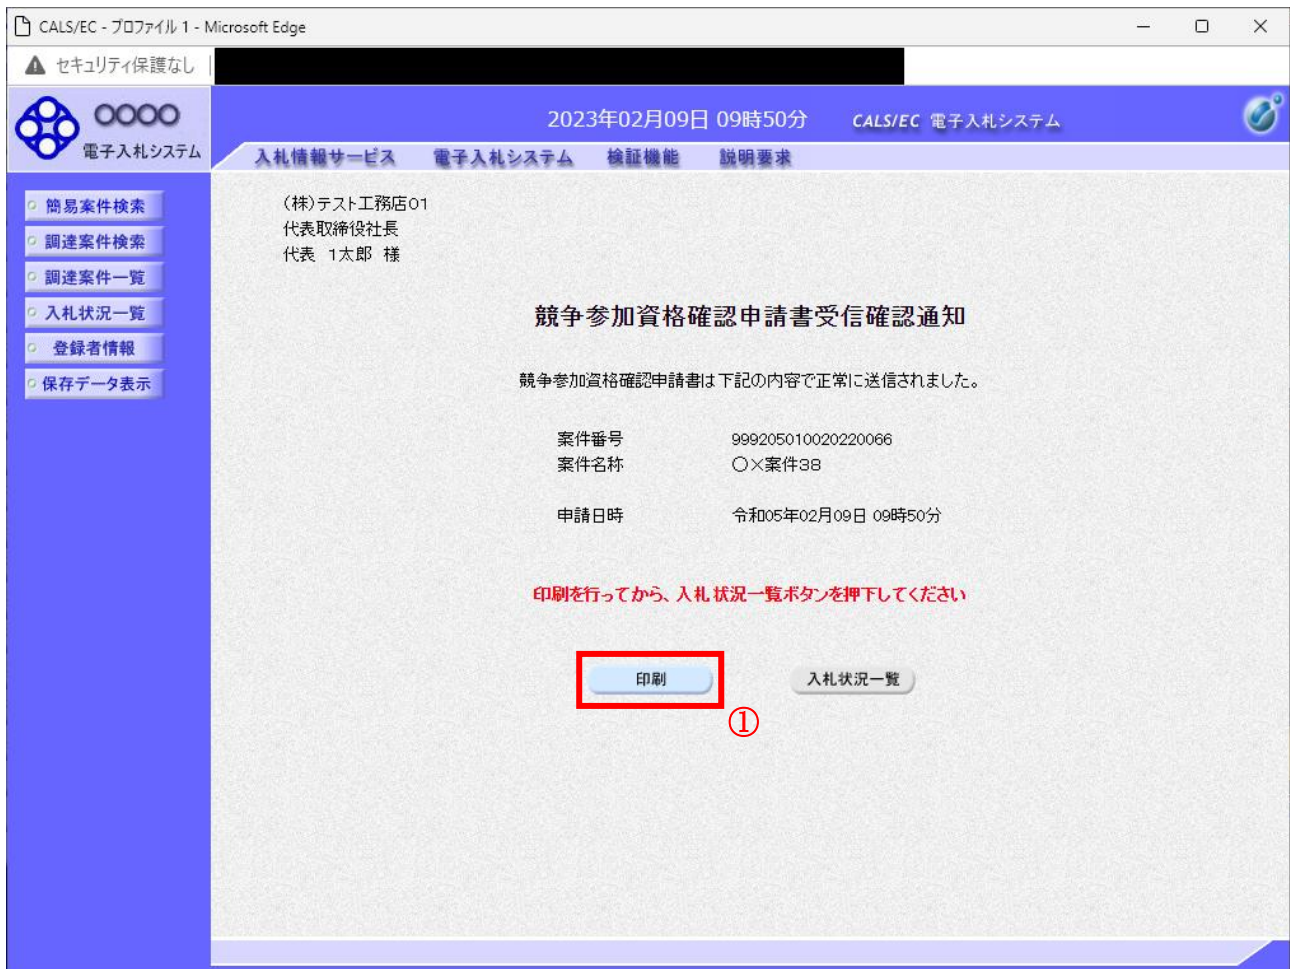 CALS/EC - プロファイル 1 - Microsoft Edge
セキュリティ保護なし
○○○○
電子入札システム
2023年02月09日 09時50分
CALS/EC 電子入札システム
入札情報サービス
電子入札システム
検証機能
説明要求
簡易案件検索
調達案件検索
調達案件一覧
入札状況一覧
登録者情報
保存データ表示
(株)テスト工務店01
代表取締役社長
代表 1太郎 様
競争参加資格確認申請書受信確認通知
競争参加資格確認申請書は下記の内容で正常に送信されました。
案件番号 999205010020220066
案件名称 ○×案件38
申請日時 令和05年02月09日 09時50分
印刷を行ってから、入札状況一覧ボタンを押下してください
印刷
入札状況一覧
①